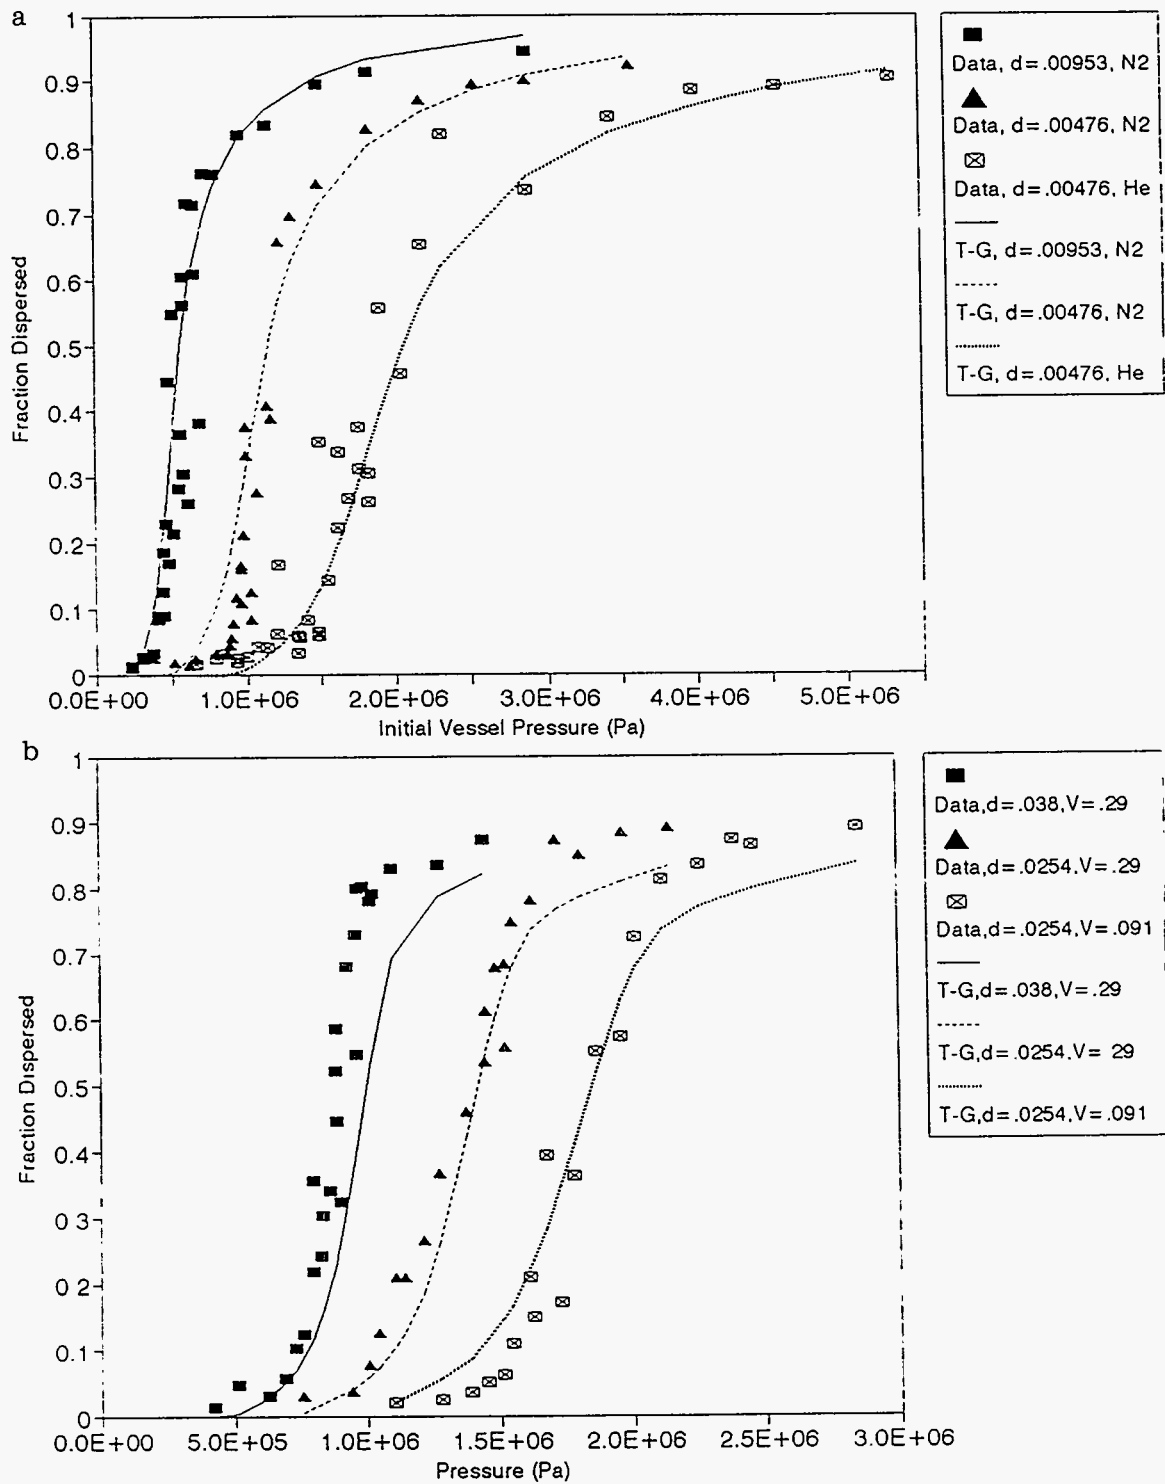 a
1
0.9
0.8
0.7
0.6
0.5
0.4
0.3
0.2
0.1
0
Fraction Dispersed
0.0E+00 1.0E+06 2.0E+06 3.0E+06 4.0E+06 5.0E+06
Initial Vessel Pressure (Pa)
Data, d=.00953, N2
Data, d=.00476, N2
Data, d=.00476, He
T-G, d=.00953, N2
T-G, d=.00476, N2
T-G, d=.00476, He
b
1
0.9
0.8
0.7
0.6
0.5
0.4
0.3
0.2
0.1
0
Fraction Dispersed
0.0E+00 5.0E+05 1.0E+06 1.5E+06 2.0E+06 2.5E+06 3.0E+06
Pressure (Pa)
Data,d=.038,V=.29
Data,d=.0254,V=.29
Data,d=.0254,V=.091
T-G,d=.038,V=.29
T-G,d=.0254,V= 29
T-G,d=.0254,V=.091